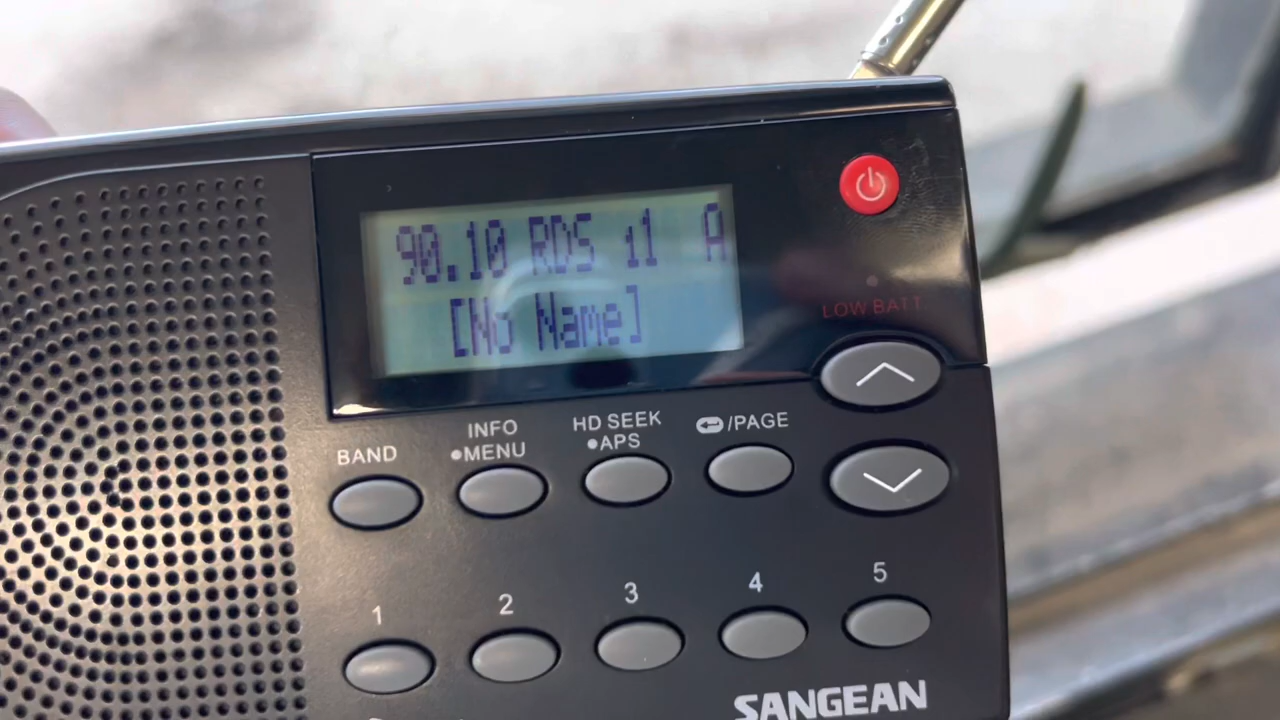 90.10 RDS A
[No Name]
LOW BATT.
BAND
INFO
•MENU
HD SEEK
•APS
/PAGE
1
2
3
4
5
SANGEAN